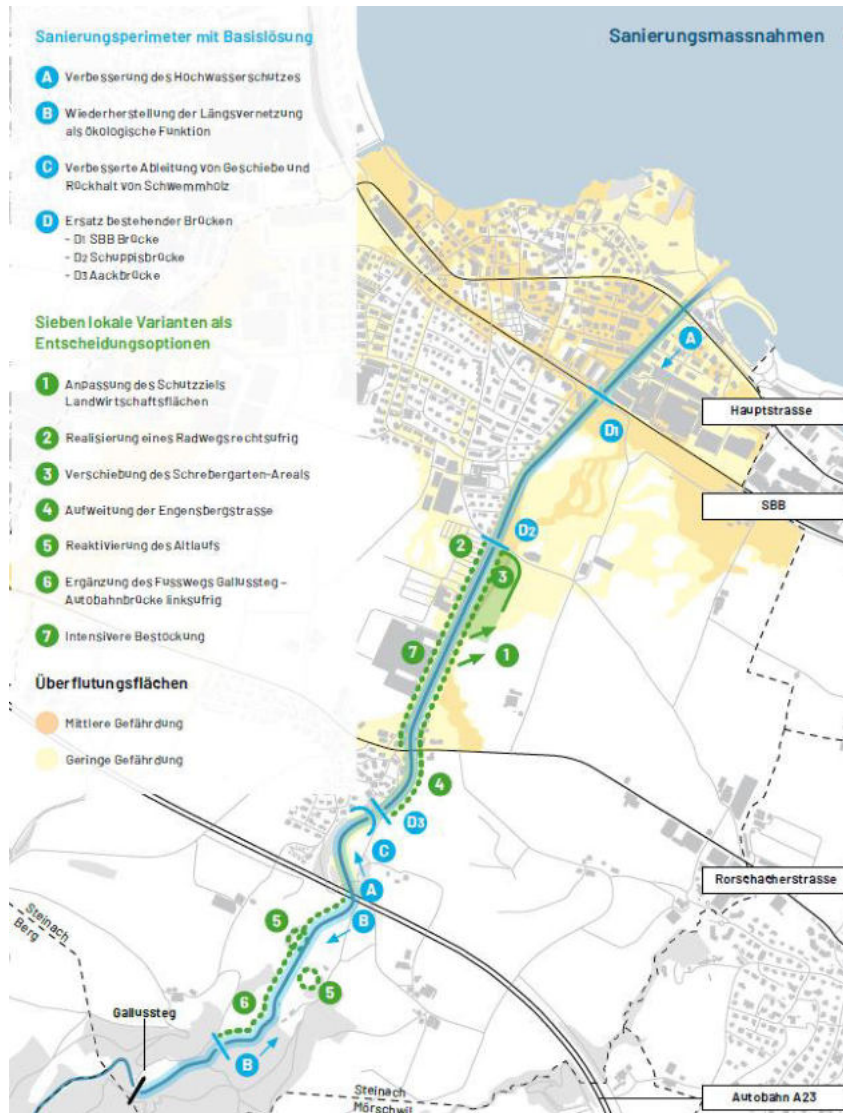 Sanierungsmassnahmen
Sanierungsperimeter mit Basislösung
A Verbesserung des Hochwasserschutzes
B Wiederherstellung der Längsvernetzung
als ökologische Funktion
C Verbesserte Ableitung von Geschiebe und
Rückhalt von Schwemmholz
D Ersatz bestehender Brücken
- D1 SBB Brücke
- D2 Schuppisbrücke
- D3 Aackbrücke
Sieben lokale Varianten als
Entscheidungsoptionen
1 Anpassung des Schutzziels
Landwirtschaftsflächen
2 Realisierung eines Radwegs rechtsufrig
3 Verschiebung des Schrebergarten-Areals
4 Aufweitung der Engensbergstrasse
5 Reaktivierung des Altlaufs
6 Ergänzung des Fusswegs Gallussteg –
Autobahnbrücke linksufrig
7 Intensivere Bestockung
Überflutungsflächen
Mittlere Gefährdung
Geringe Gefährdung
A
Hauptstrasse
D1
SBB
D2
2
3
7
1
4
D3
C
Rorschacherstrasse
A
5
B
Steinach
Berg
5
6
Gallussteg
B
Steinach
Mörschwil
Autobahn A23